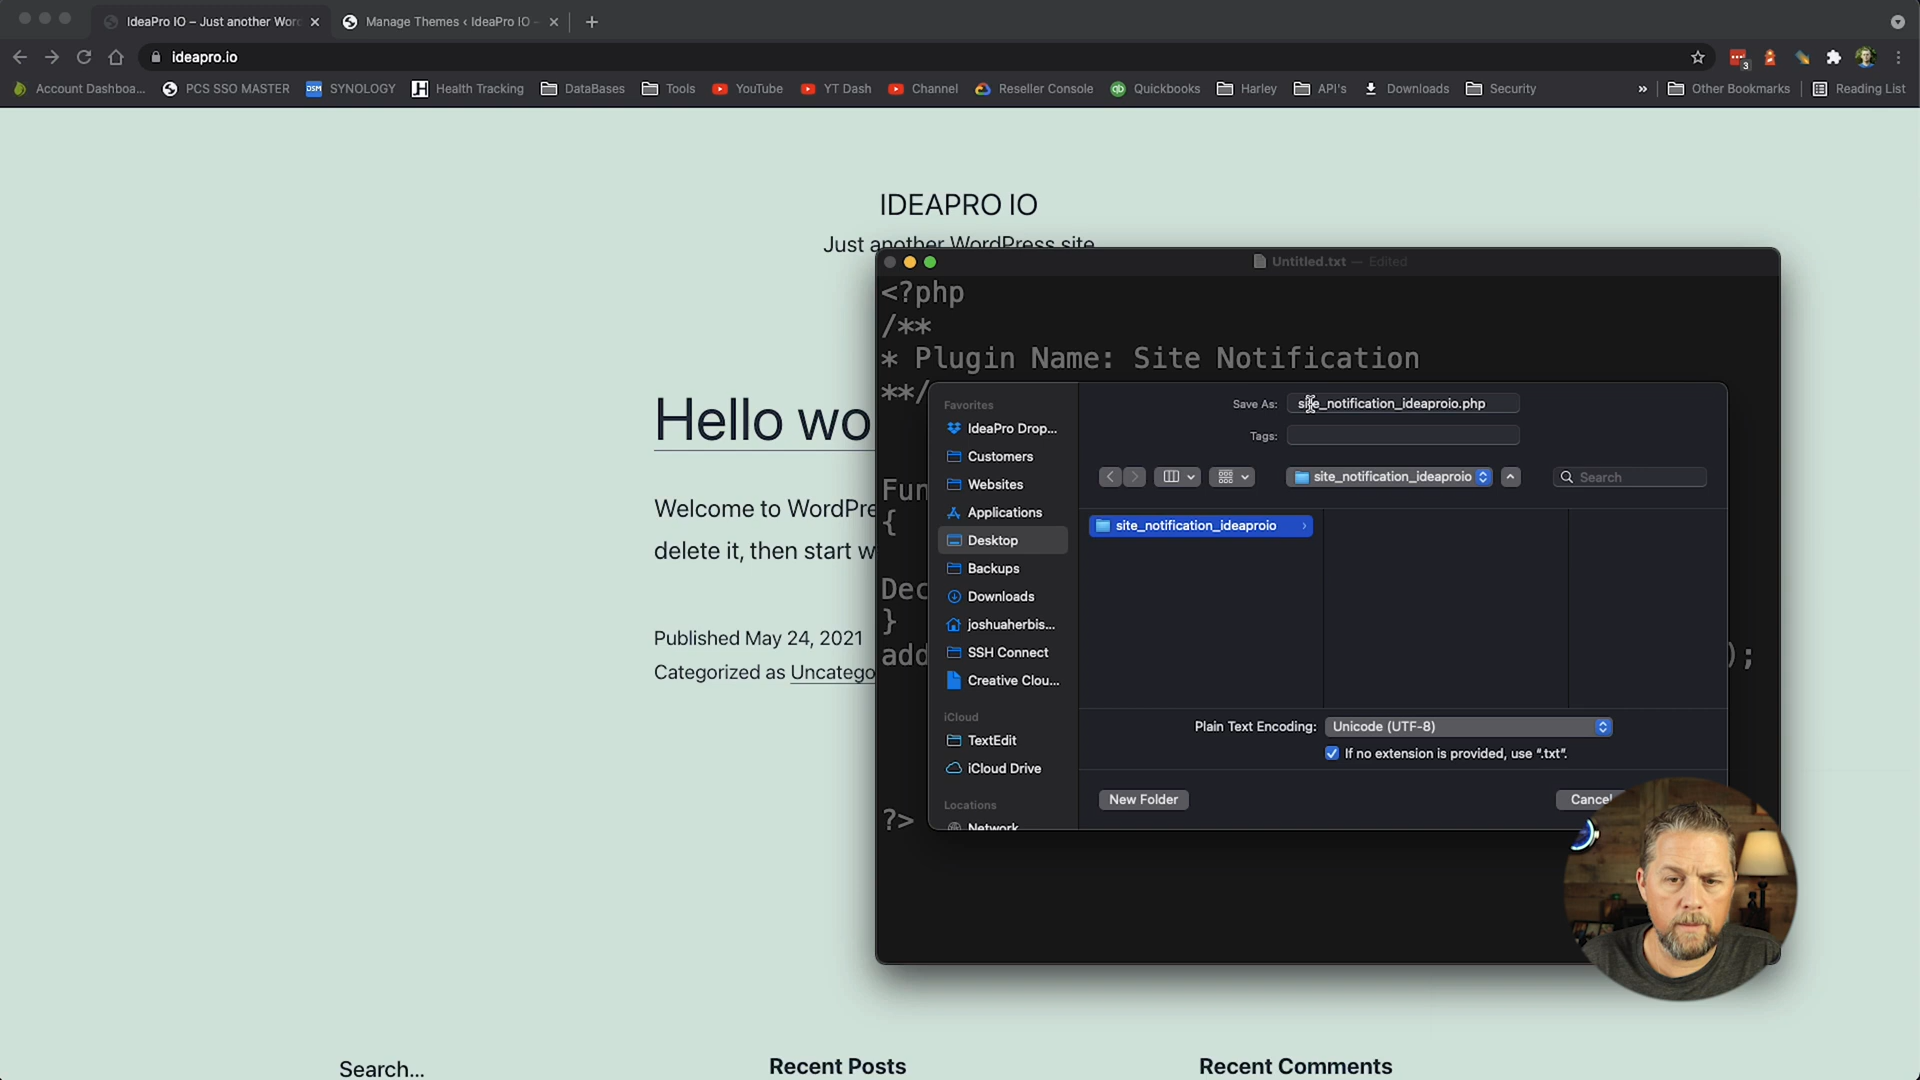 IdeaPro IO – Just another Wor
Manage Themes ‹ IdeaPro IO –
ideapro.io
3
Account Dashboa...
PCS SSO MASTER
DSM
SYNOLOGY
Health Tracking
DataBases
Tools
YouTube
YT Dash
Channel
Reseller Console
Quickbooks
Harley
API's
Downloads
Security
»
Other Bookmarks
Reading List
IDEAPRO IO
Just another WordPress site
Hello wo
Welcome to WordPre
delete it, then start w
Published May 24, 2021
Categorized as Uncatego
Search...
Recent Posts
Recent Comments
Untitled.txt — Edited
<?php
/**
* Plugin Name: Site Notification
**/
Fun
{
Dec
}
add
);
?>
Favorites
IdeaPro Drop...
Customers
Websites
Applications
Desktop
Backups
Downloads
joshuaherbis...
SSH Connect
Creative Clou...
iCloud
TextEdit
iCloud Drive
Locations
Network
Save As: site_notification_ideaproio.php
Tags:
site_notification_ideaproio
Search
site_notification_ideaproio
Plain Text Encoding: Unicode (UTF-8)
If no extension is provided, use “.txt”.
New Folder
Cancel